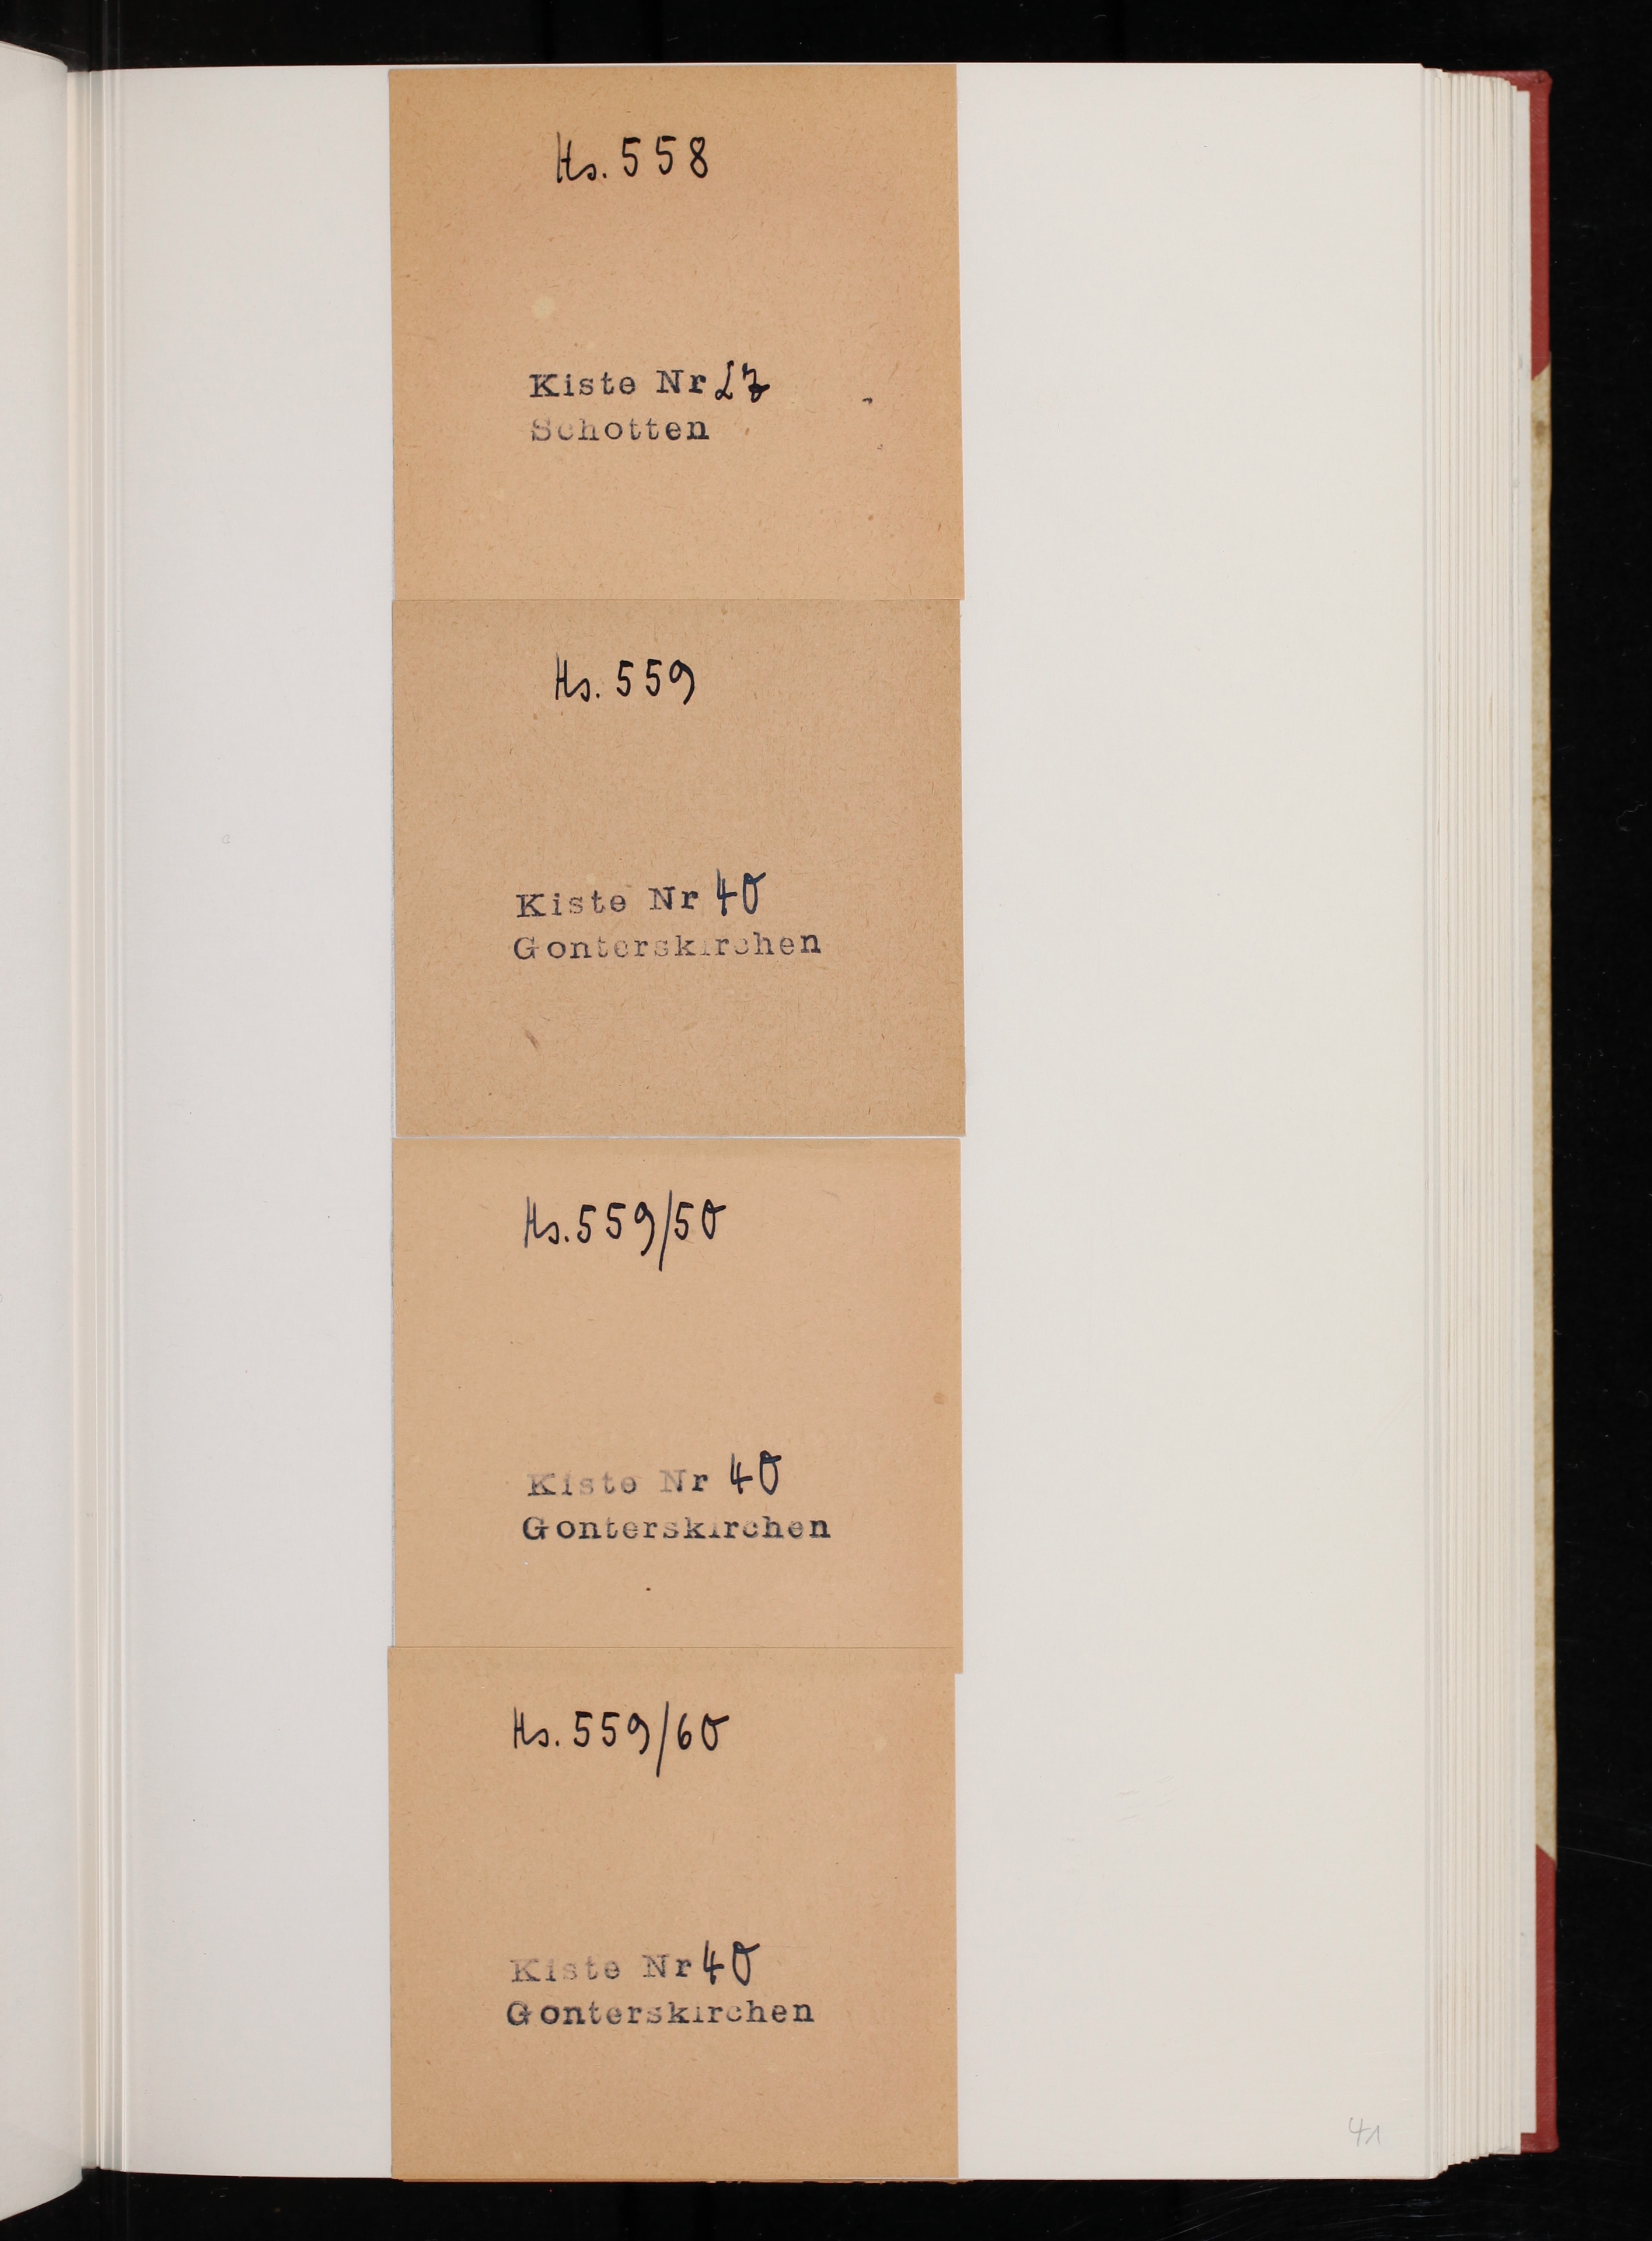 Hs. 558
Kiste Nr 27
Schotten
Hs. 559
Kiste Nr 40
Gonterskirchen
Hs. 559/50
Kiste Nr 40
Gonterskirchen
Hs. 559/60
Kiste Nr 40
Gonterskirchen
41